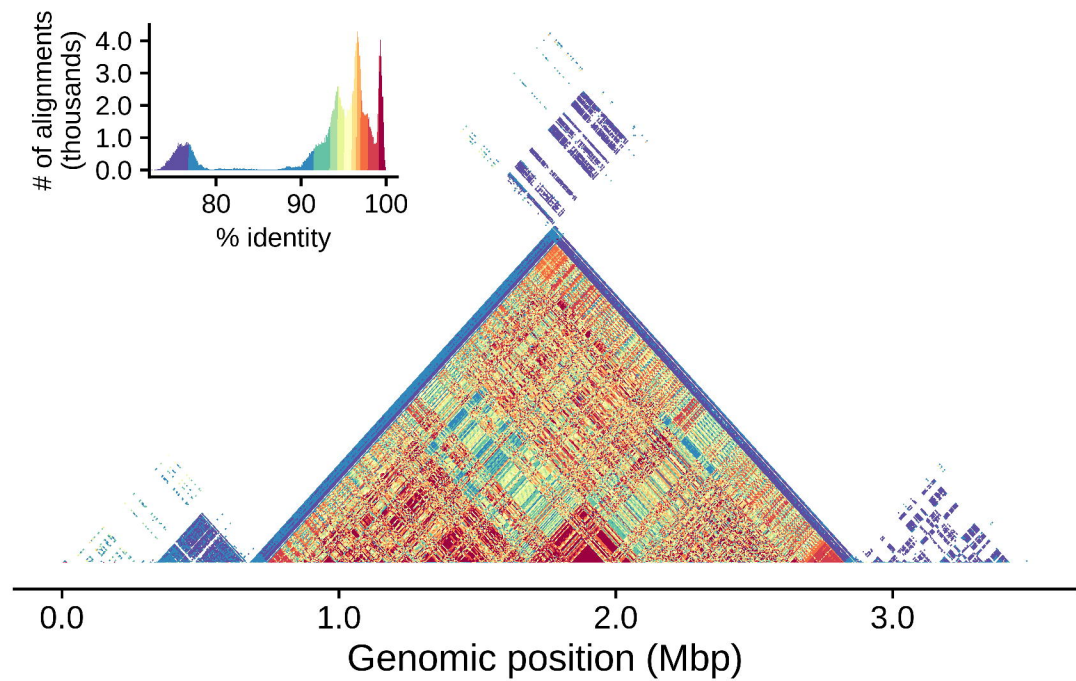 # of alignments
(thousands)
4.0
3.0
2.0
1.0
0.0
80 90 100
% identity
0.0 1.0 2.0 3.0
Genomic position (Mbp)